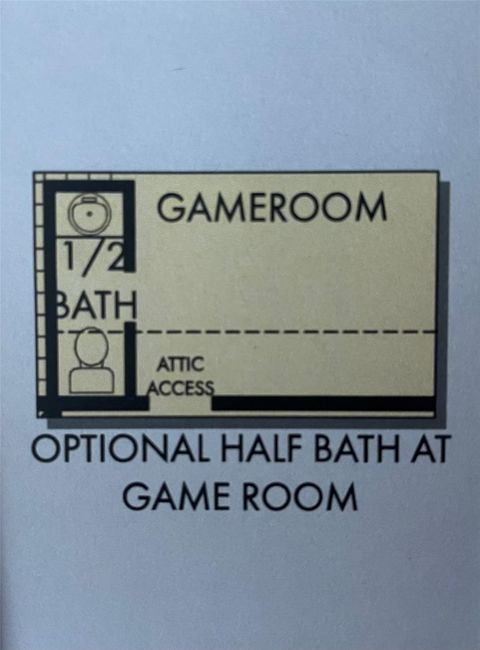 GAMEROOM
1/2
BATH
ATTIC
ACCESS
OPTIONAL HALF BATH AT
GAME ROOM